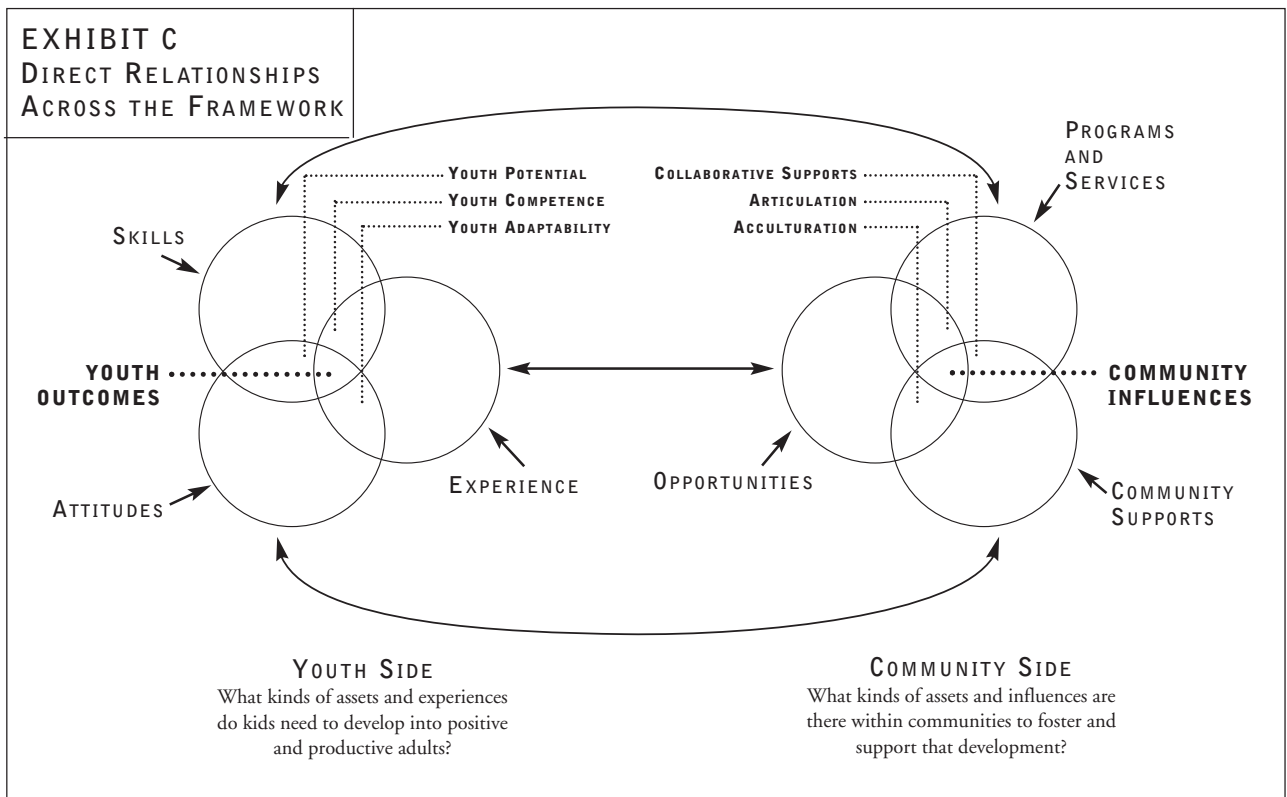 EXHIBIT C
DIRECT RELATIONSHIPS
ACROSS THE FRAMEWORK
PROGRAMS
AND
SERVICES
YOUTH POTENTIAL
YOUTH COMPETENCE
YOUTH ADAPTABILITY
COLLABORATIVE SUPPORTS
ARTICULATION
ACCULTURATION
SKILLS
YOUTH
OUTCOMES
COMMUNITY
INFLUENCES
ATTITUDES
EXPERIENCE
OPPORTUNITIES
COMMUNITY
SUPPORTS
YOUTH SIDE
What kinds of assets and experiences
do kids need to develop into positive
and productive adults?
COMMUNITY SIDE
What kinds of assets and influences are
there within communities to foster and
support that development?